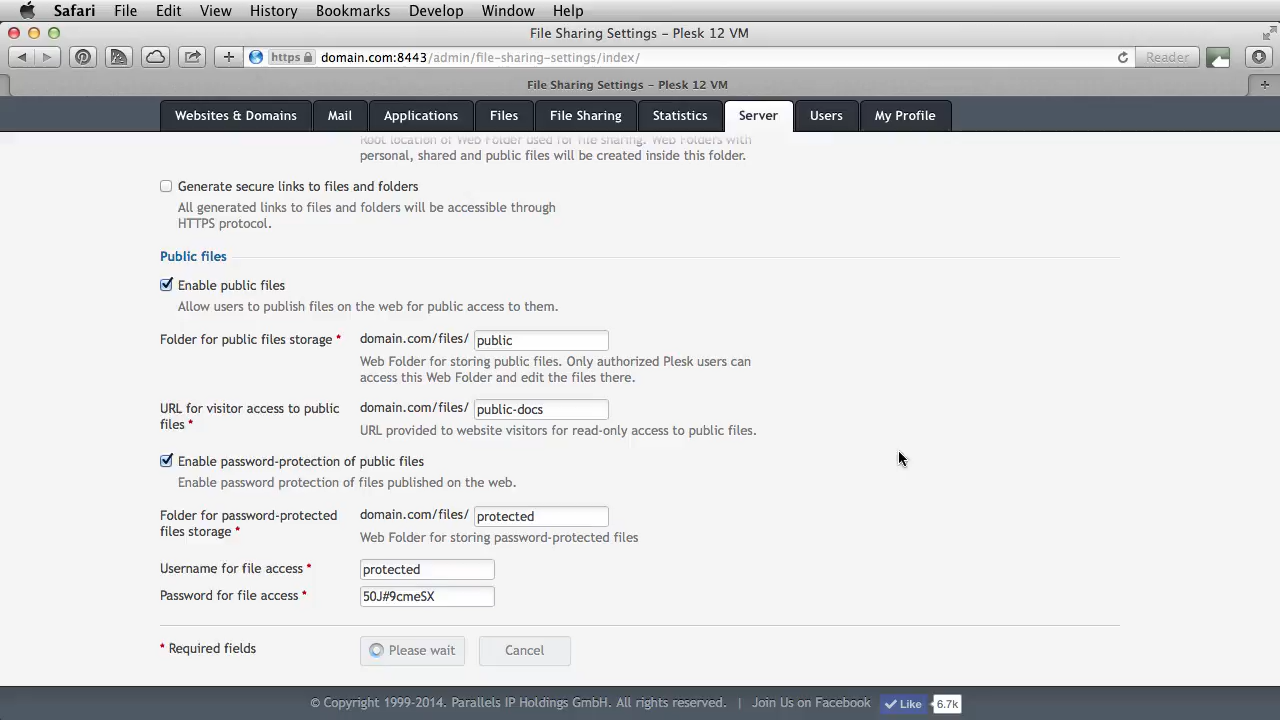 Safari File Edit View History Bookmarks Develop Window Help
File Sharing Settings – Plesk 12 VM
https domain.com:8443/admin/file-sharing-settings/index/ Reader
File Sharing Settings – Plesk 12 VM
Websites & Domains Mail Applications Files File Sharing Statistics Server Users My Profile
Root location of Web Folder used for file sharing. Web Folders with
personal, shared and public files will be created inside this folder.
Generate secure links to files and folders
All generated links to files and folders will be accessible through
HTTPS protocol.
Public files
Enable public files
Allow users to publish files on the web for public access to them.
Folder for public files storage * domain.com/files/ public
Web Folder for storing public files. Only authorized Plesk users can
access this Web Folder and edit the files there.
URL for visitor access to public
files *
domain.com/files/ public-docs
URL provided to website visitors for read-only access to public files.
Enable password-protection of public files
Enable password protection of files published on the web.
Folder for password-protected
files storage *
domain.com/files/ protected
Web Folder for storing password-protected files
Username for file access * protected
Password for file access * 50J#9cmeSX
* Required fields Please wait Cancel
© Copyright 1999-2014. Parallels IP Holdings GmbH. All rights reserved. | Join Us on Facebook Like 6.7k